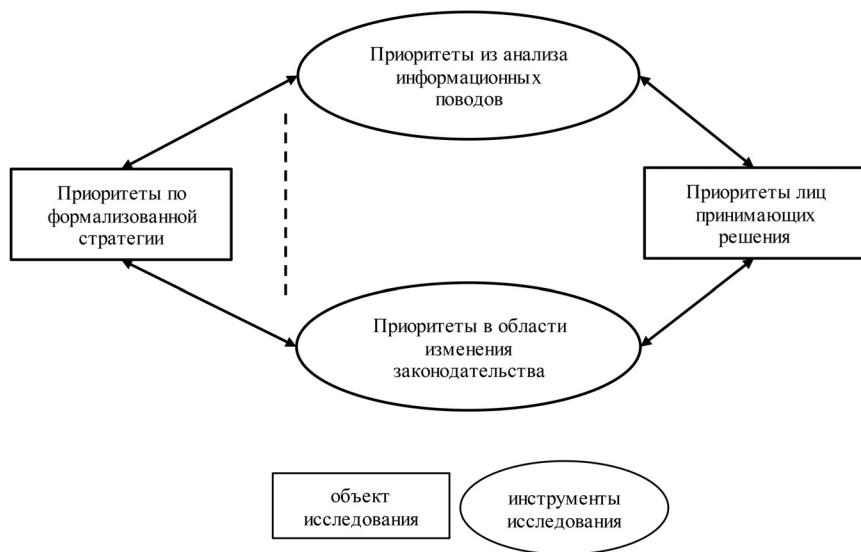 Приоритеты из анализа
информационных
поводов
Приоритеты по
формализованной
стратегии
Приоритеты лиц
принимающих
решения
Приоритеты в области
изменения
законодательства
объект
исследования
инструменты
исследования